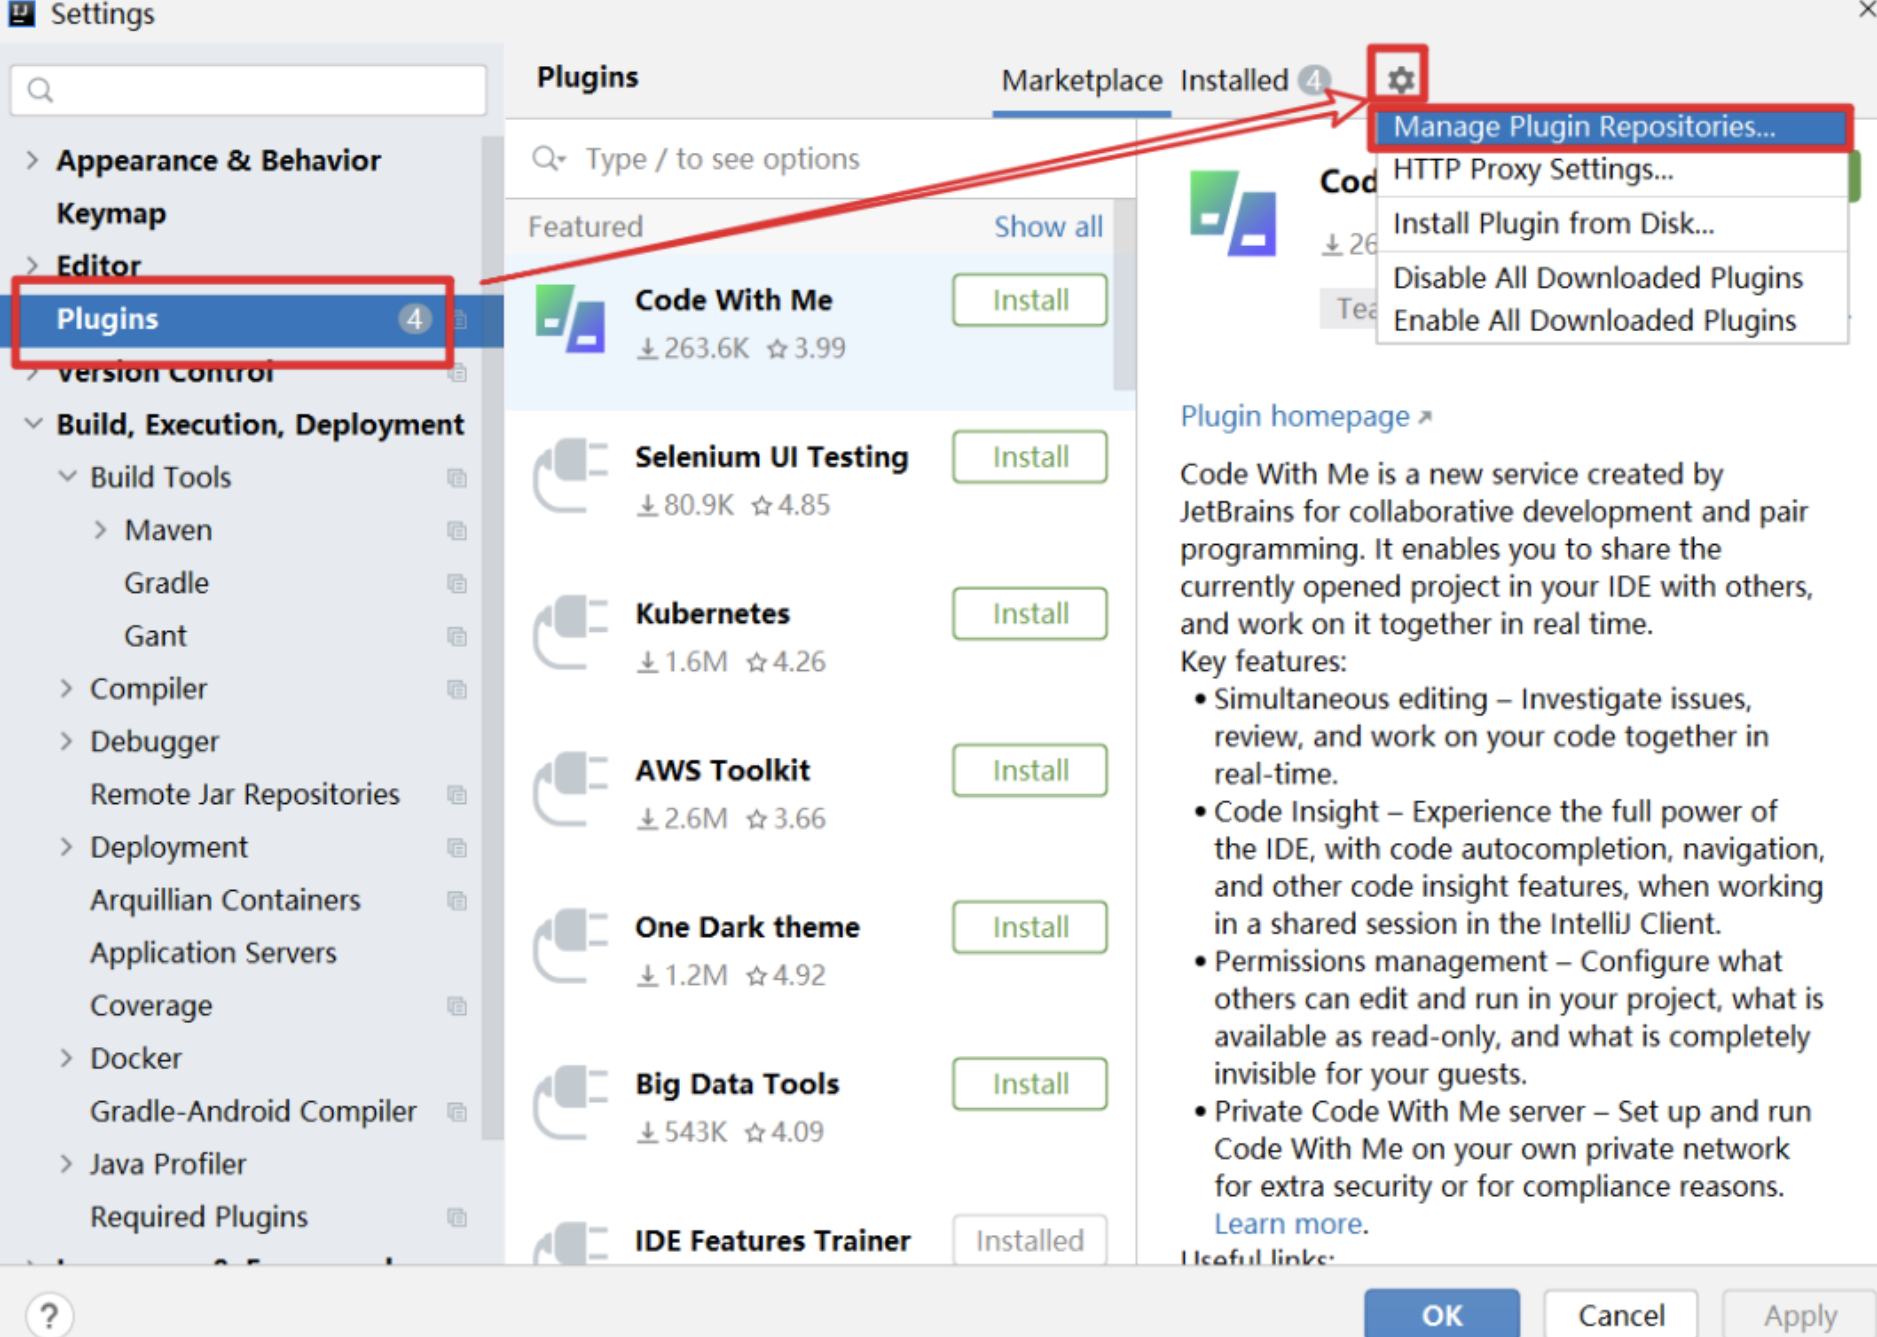 Settings
Appearance & Behavior
Keymap
Editor
Plugins 4
Version Control
Build, Execution, Deployment
Build Tools
Maven
Gradle
Gant
Compiler
Debugger
Remote Jar Repositories
Deployment
Arquillian Containers
Application Servers
Coverage
Docker
Gradle-Android Compiler
Java Profiler
Required Plugins
?
Plugins
Marketplace
Installed 4
Type / to see options
Featured
Show all
Code With Me
Install
263.6K 3.99
Selenium UI Testing
Install
80.9K 4.85
Kubernetes
Install
1.6M 4.26
AWS Toolkit
Install
2.6M 3.66
One Dark theme
Install
1.2M 4.92
Big Data Tools
Install
543K 4.09
IDE Features Trainer
Installed
Manage Plugin Repositories...
HTTP Proxy Settings...
Install Plugin from Disk...
Disable All Downloaded Plugins
Enable All Downloaded Plugins
Cod
26
Tea
Plugin homepage
Code With Me is a new service created by
JetBrains for collaborative development and pair
programming. It enables you to share the
currently opened project in your IDE with others,
and work on it together in real time.
Key features:
• Simultaneous editing – Investigate issues,
review, and work on your code together in
real-time.
• Code Insight – Experience the full power of
the IDE, with code autocompletion, navigation,
and other code insight features, when working
in a shared session in the IntelliJ Client.
• Permissions management – Configure what
others can edit and run in your project, what is
available as read-only, and what is completely
invisible for your guests.
• Private Code With Me server – Set up and run
Code With Me on your own private network
for extra security or for compliance reasons.
Learn more.
Useful links:
OK
Cancel
Apply